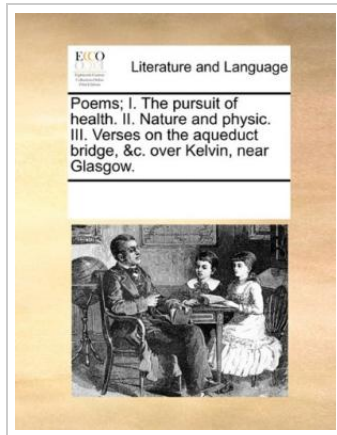 ECCO
Literature and Language
Poems; I. The pursuit of
health. II. Nature and physic.
III. Verses on the aqueduct
bridge, &c. over Kelvin, near
Glasgow.